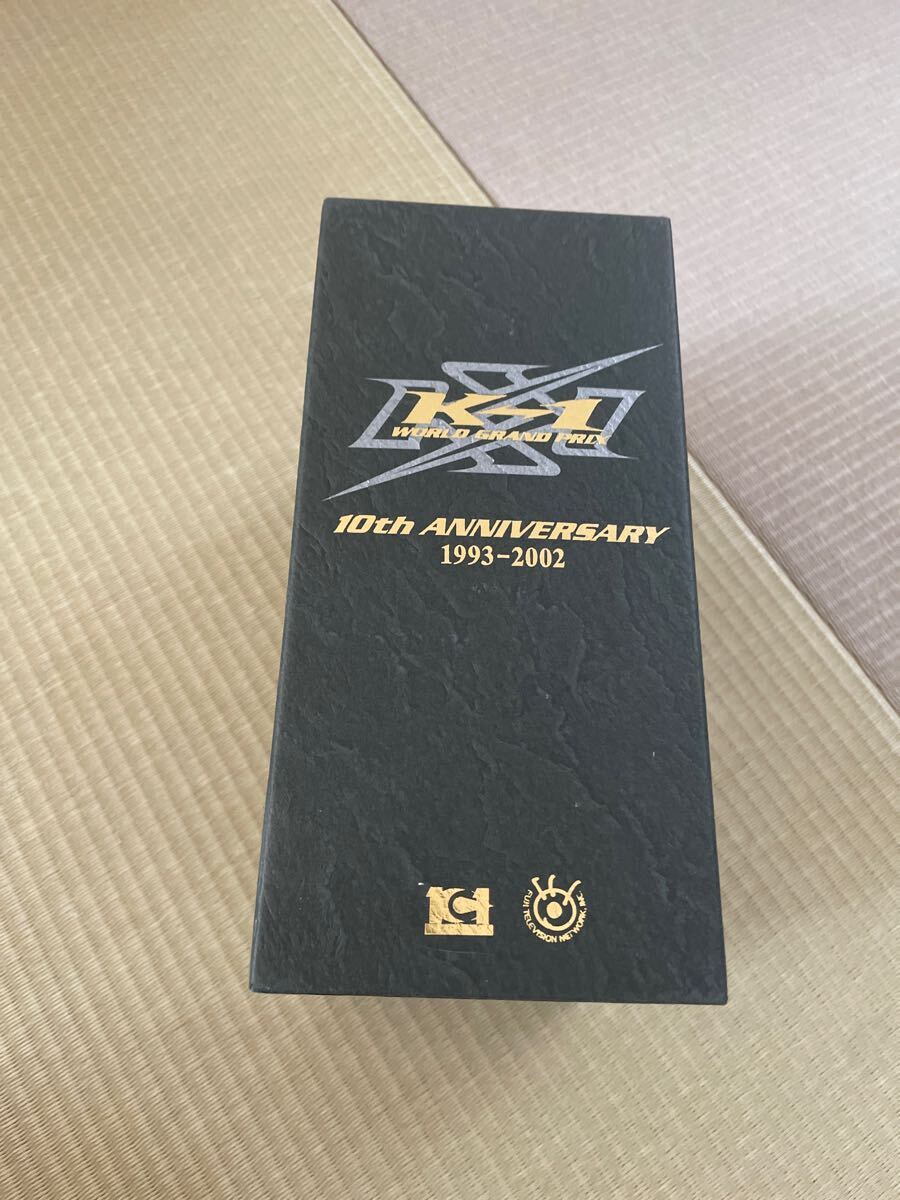 K-1
WORLD GRAND PRIX
10th ANNIVERSARY
1993-2002
FUJI TELEVISION NETWORK, INC.